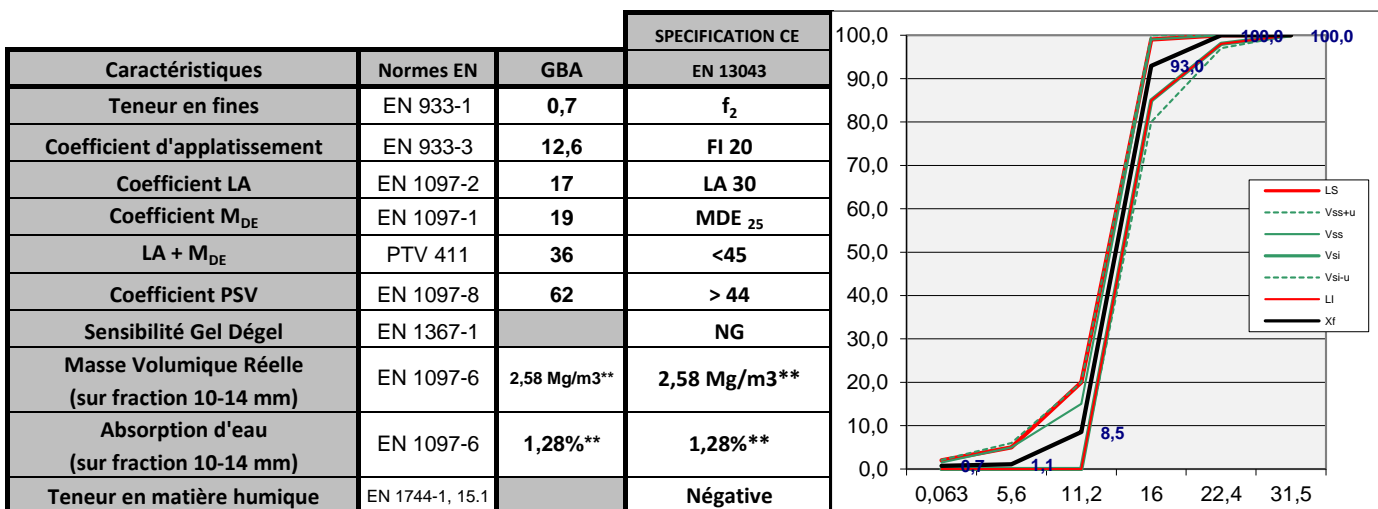 SPECIFICATION CE
Caractéristiques Normes EN GBA EN 13043
Teneur en fines EN 933-1 0,7 f2
Coefficient d'applatissement EN 933-3 12,6 FI 20
Coefficient LA EN 1097-2 17 LA 30
Coefficient MDE EN 1097-1 19 MDE 25
LA + MDE PTV 411 36 <45
Coefficient PSV EN 1097-8 62 > 44
Sensibilité Gel Dégel EN 1367-1 NG
Masse Volumique Réelle
(sur fraction 10-14 mm) EN 1097-6 2,58 Mg/m3** 2,58 Mg/m3**
Absorption d'eau
(sur fraction 10-14 mm) EN 1097-6 1,28%** 1,28%**
Teneur en matière humique EN 1744-1, 15.1 Négative
100,0
90,0
80,0
70,0
60,0
50,0
40,0
30,0
20,0
10,0
0,0
0,063 5,6 11,2 16 22,4 31,5
0,7
1,1
8,5
93,0
100,0
100,0
LS
Vss+u
Vss
Vsi
Vsi-u
LI
Xf